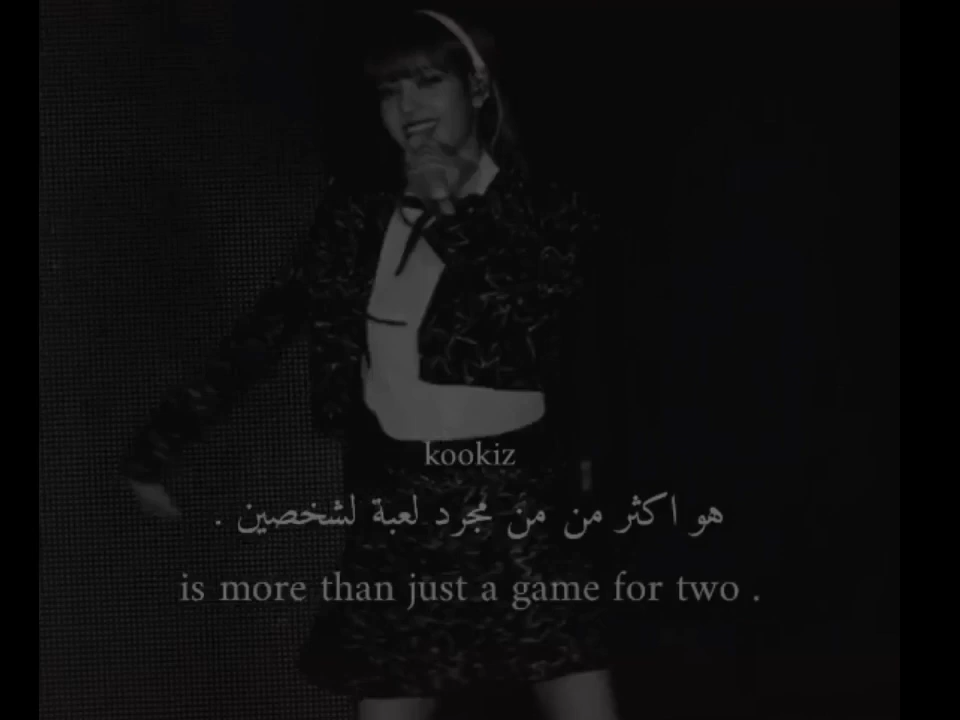 kookiz
هو اكثر من من مجرد لعبة لشخصين .
is more than just a game for two .